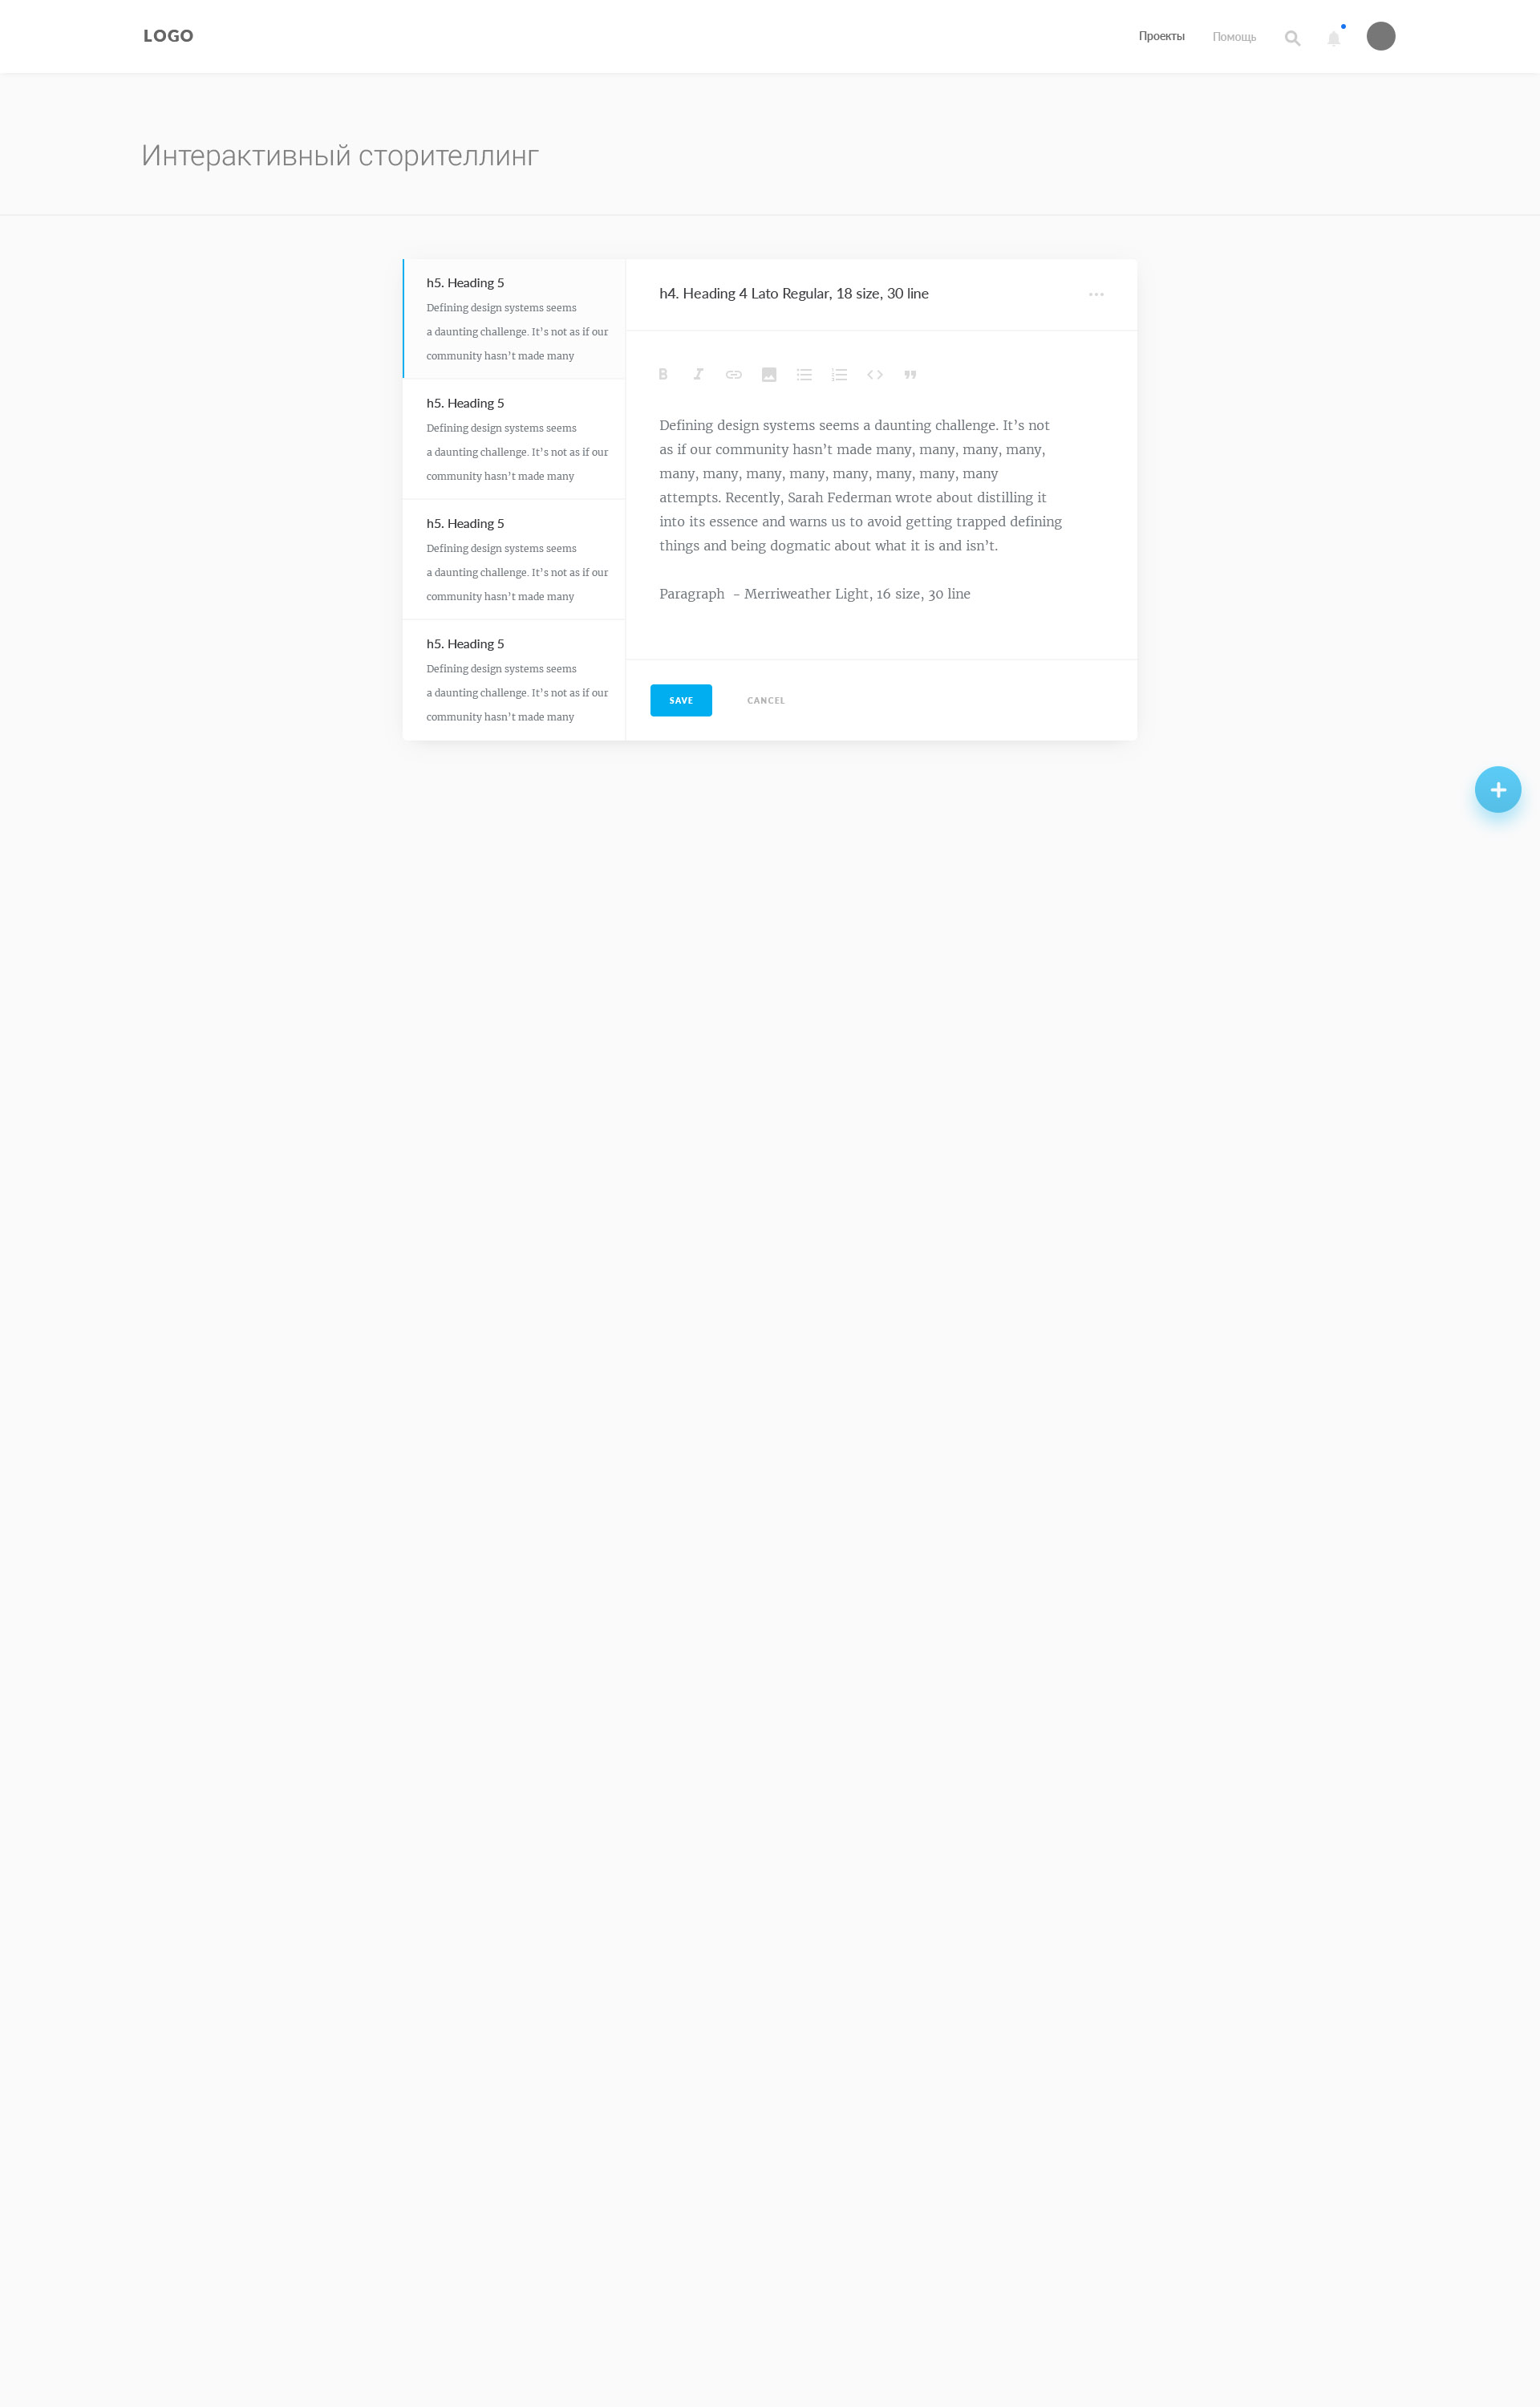 LOGO
Проекты
Помощь
Интерактивный сторителлинг
h5. Heading 5
Defining design systems seems
a daunting challenge. It’s not as if our
community hasn’t made many
h5. Heading 5
Defining design systems seems
a daunting challenge. It’s not as if our
community hasn’t made many
h5. Heading 5
Defining design systems seems
a daunting challenge. It’s not as if our
community hasn’t made many
h5. Heading 5
Defining design systems seems
a daunting challenge. It’s not as if our
community hasn’t made many
h4. Heading 4 Lato Regular, 18 size, 30 line
Defining design systems seems a daunting challenge. It’s not
as if our community hasn’t made many, many, many, many,
many, many, many, many, many, many, many, many
attempts. Recently, Sarah Federman wrote about distilling it
into its essence and warns us to avoid getting trapped defining
things and being dogmatic about what it is and isn’t.
Paragraph  - Merriweather Light, 16 size, 30 line
SAVE
CANCEL